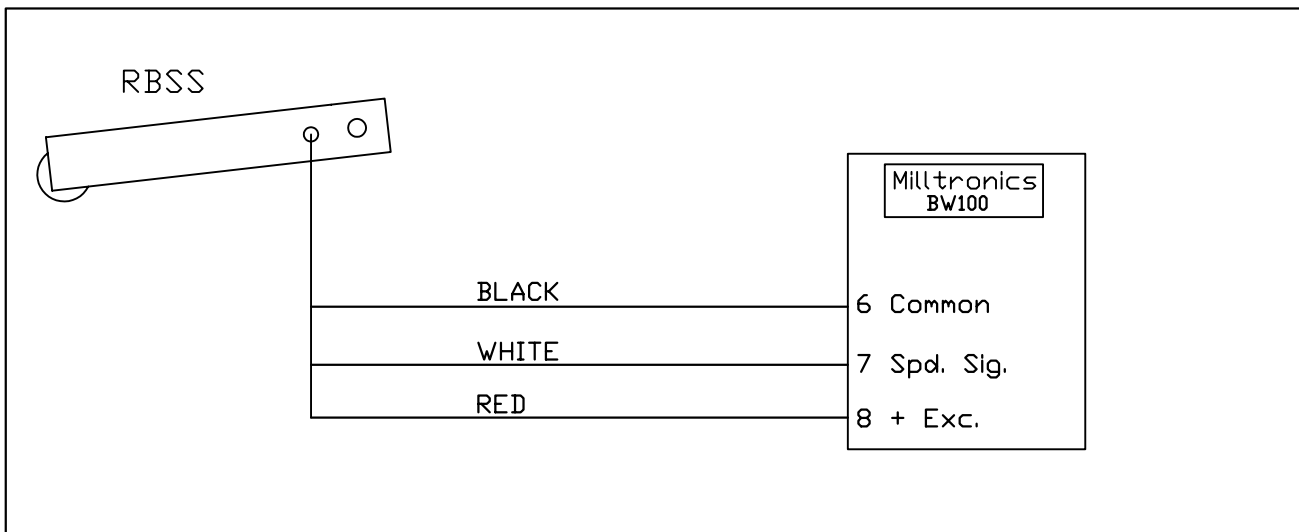 RBSS
Milltronics
BW100
BLACK
6 Common
WHITE
7 Spd. Sig.
RED
8 + Exc.